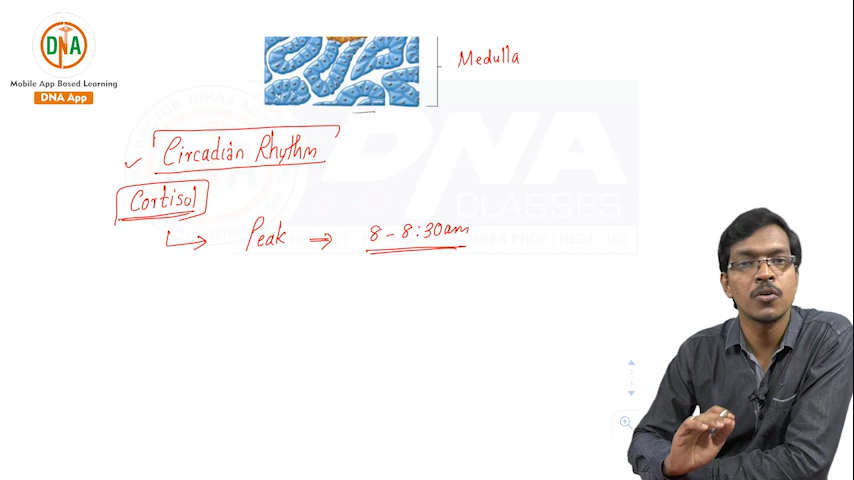 DNA
Mobile App Based Learning
DNA App
Medulla
Circadian Rhythm
DNA
CLASSES
Cortisol
Peak ⇒ 8 - 8:30am